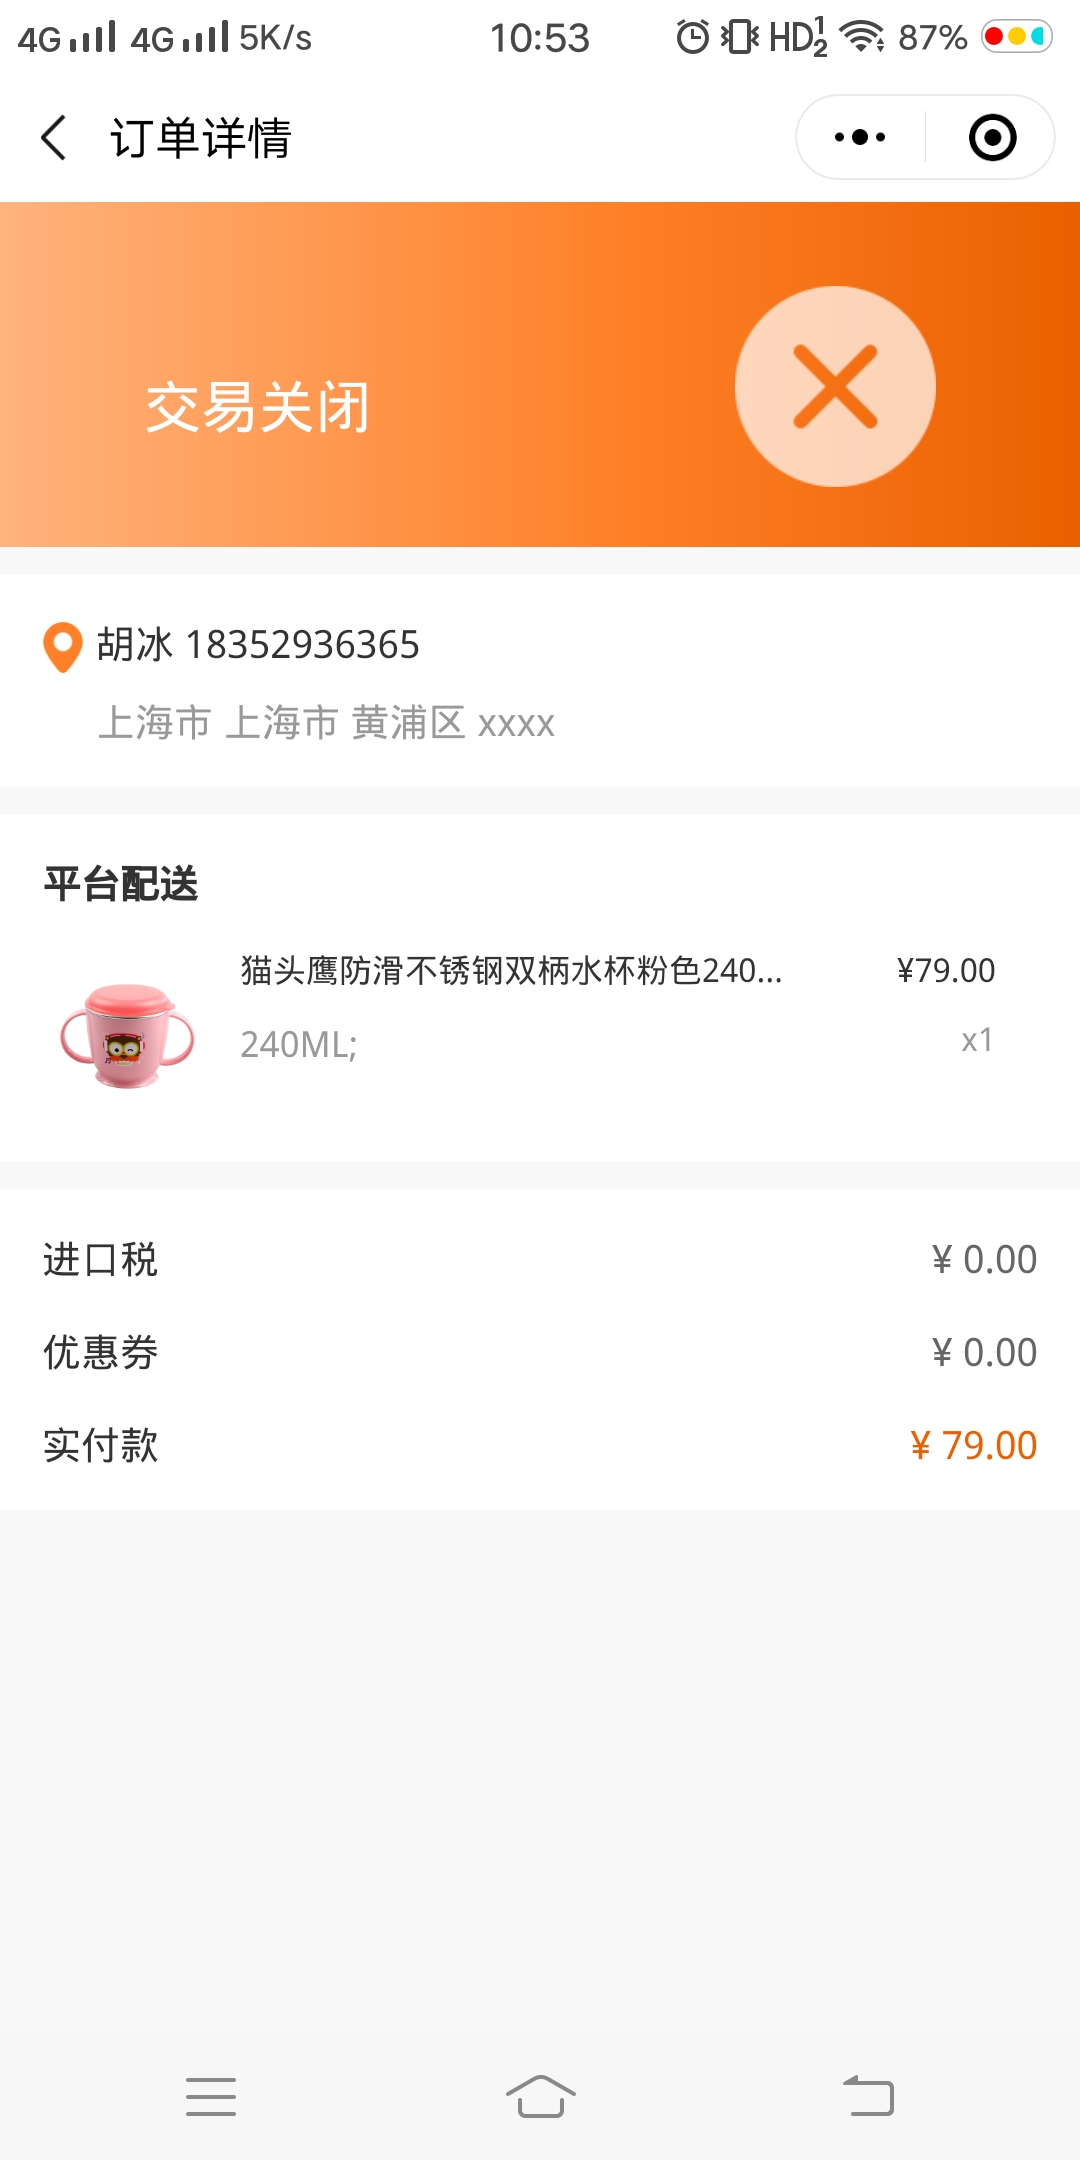 4G 4G 5K/s 10:53 HD 1 2 87%
订单详情
交易关闭
胡冰 18352936365
上海市 上海市 黄浦区 xxxx
平台配送
猫头鹰防滑不锈钢双柄水杯粉色240... ¥79.00
240ML; x1
进口税 ¥ 0.00
优惠券 ¥ 0.00
实付款 ¥ 79.00